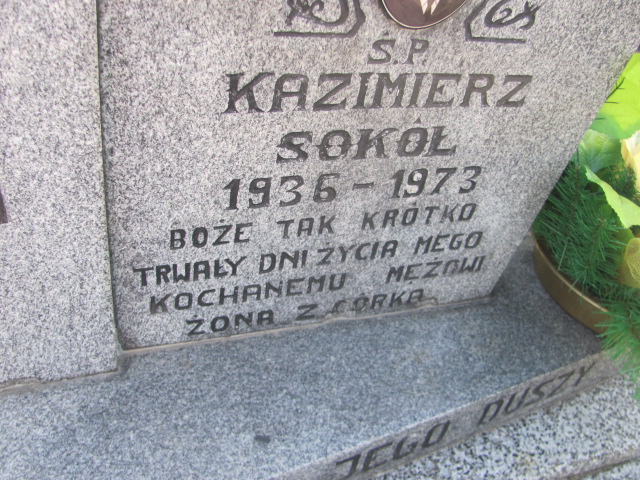 Ś.P.
KAZIMIERZ
SOKÓŁ
1936 - 1973
BOŻE TAK KRÓTKO
TRWAŁY DNI ŻYCIA MEGO
KOCHANEMU MĘŻOWI
ŻONA Z CÓRKĄ
JEGO DUSZY